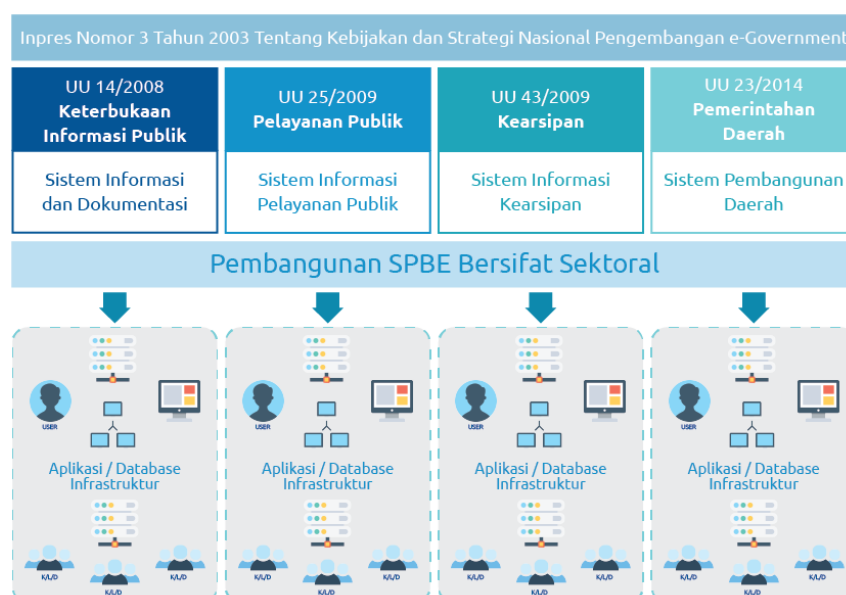 Inpres Nomor 3 Tahun 2003 Tentang Kebijakan dan Strategi Nasional Pengembangan e-Government
UU 14/2008
Keterbukaan
Informasi Publik
Sistem Informasi
dan Dokumentasi
UU 25/2009
Pelayanan Publik
Sistem Informasi
Pelayanan Publik
UU 43/2009
Kearsipan
Sistem Informasi
Kearsipan
UU 23/2014
Pemerintahan
Daerah
Sistem Pembangunan
Daerah
Pembangunan SPBE Bersifat Sektoral
USER
Aplikasi / Database
Infrastruktur
K/L/D
K/L/D
K/L/D
USER
Aplikasi / Database
Infrastruktur
K/L/D
K/L/D
K/L/D
USER
Aplikasi / Database
Infrastruktur
K/L/D
K/L/D
K/L/D
USER
Aplikasi / Database
Infrastruktur
K/L/D
K/L/D
K/L/D